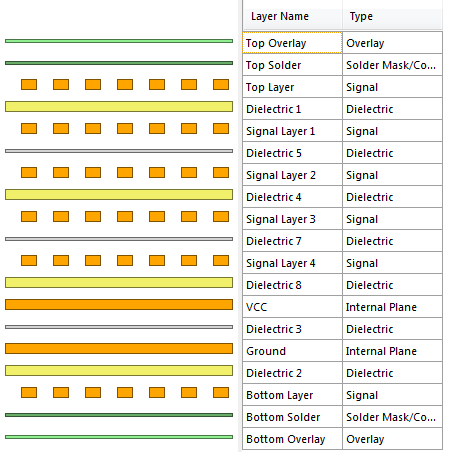 Layer Name Type
Top Overlay Overlay
Top Solder Solder Mask/Co...
Top Layer Signal
Dielectric 1 Dielectric
Signal Layer 1 Signal
Dielectric 5 Dielectric
Signal Layer 2 Signal
Dielectric 4 Dielectric
Signal Layer 3 Signal
Dielectric 7 Dielectric
Signal Layer 4 Signal
Dielectric 8 Dielectric
VCC Internal Plane
Dielectric 3 Dielectric
Ground Internal Plane
Dielectric 2 Dielectric
Bottom Layer Signal
Bottom Solder Solder Mask/Co...
Bottom Overlay Overlay